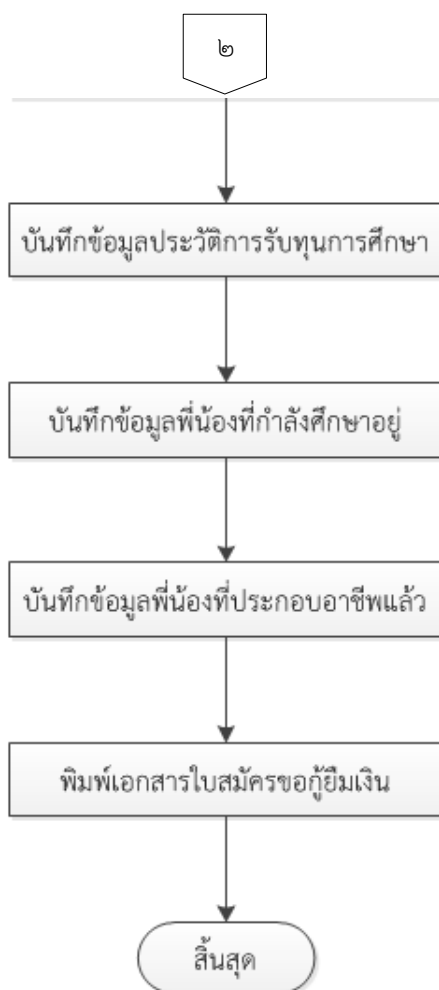 ๒
บันทึกข้อมูลประวัติการรับทุนการศึกษา
บันทึกข้อมูลพี่น้องที่กำลังศึกษาอยู่
บันทึกข้อมูลพี่น้องที่ประกอบอาชีพแล้ว
พิมพ์เอกสารใบสมัครขอกู้ยืมเงิน
สิ้นสุด